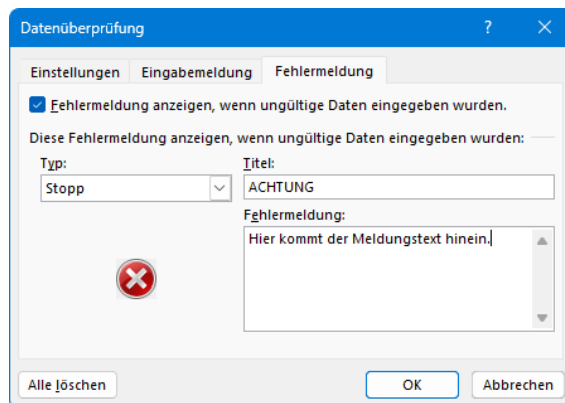 Datenüberprüfung ?
Einstellungen Eingabemeldung Fehlermeldung
Fehlermeldung anzeigen, wenn ungültige Daten eingegeben wurden.
Diese Fehlermeldung anzeigen, wenn ungültige Daten eingegeben wurden:
Typ: Titel:
Stopp ACHTUNG
Fehlermeldung:
Hier kommt der Meldungstext hinein.
Alle löschen OK Abbrechen